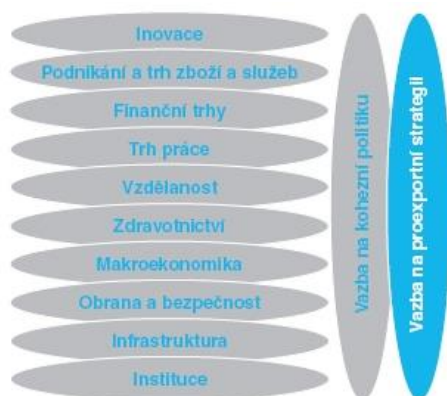 Inovace
Podnikání a trh zboží a služeb
Finanční trhy
Trh práce
Vzdělanost
Zdravotnictví
Makroekonomika
Obrana a bezpečnost
Infrastruktura
Instituce
Vazba na kohezní politiku
Vazba na proexportní strategii